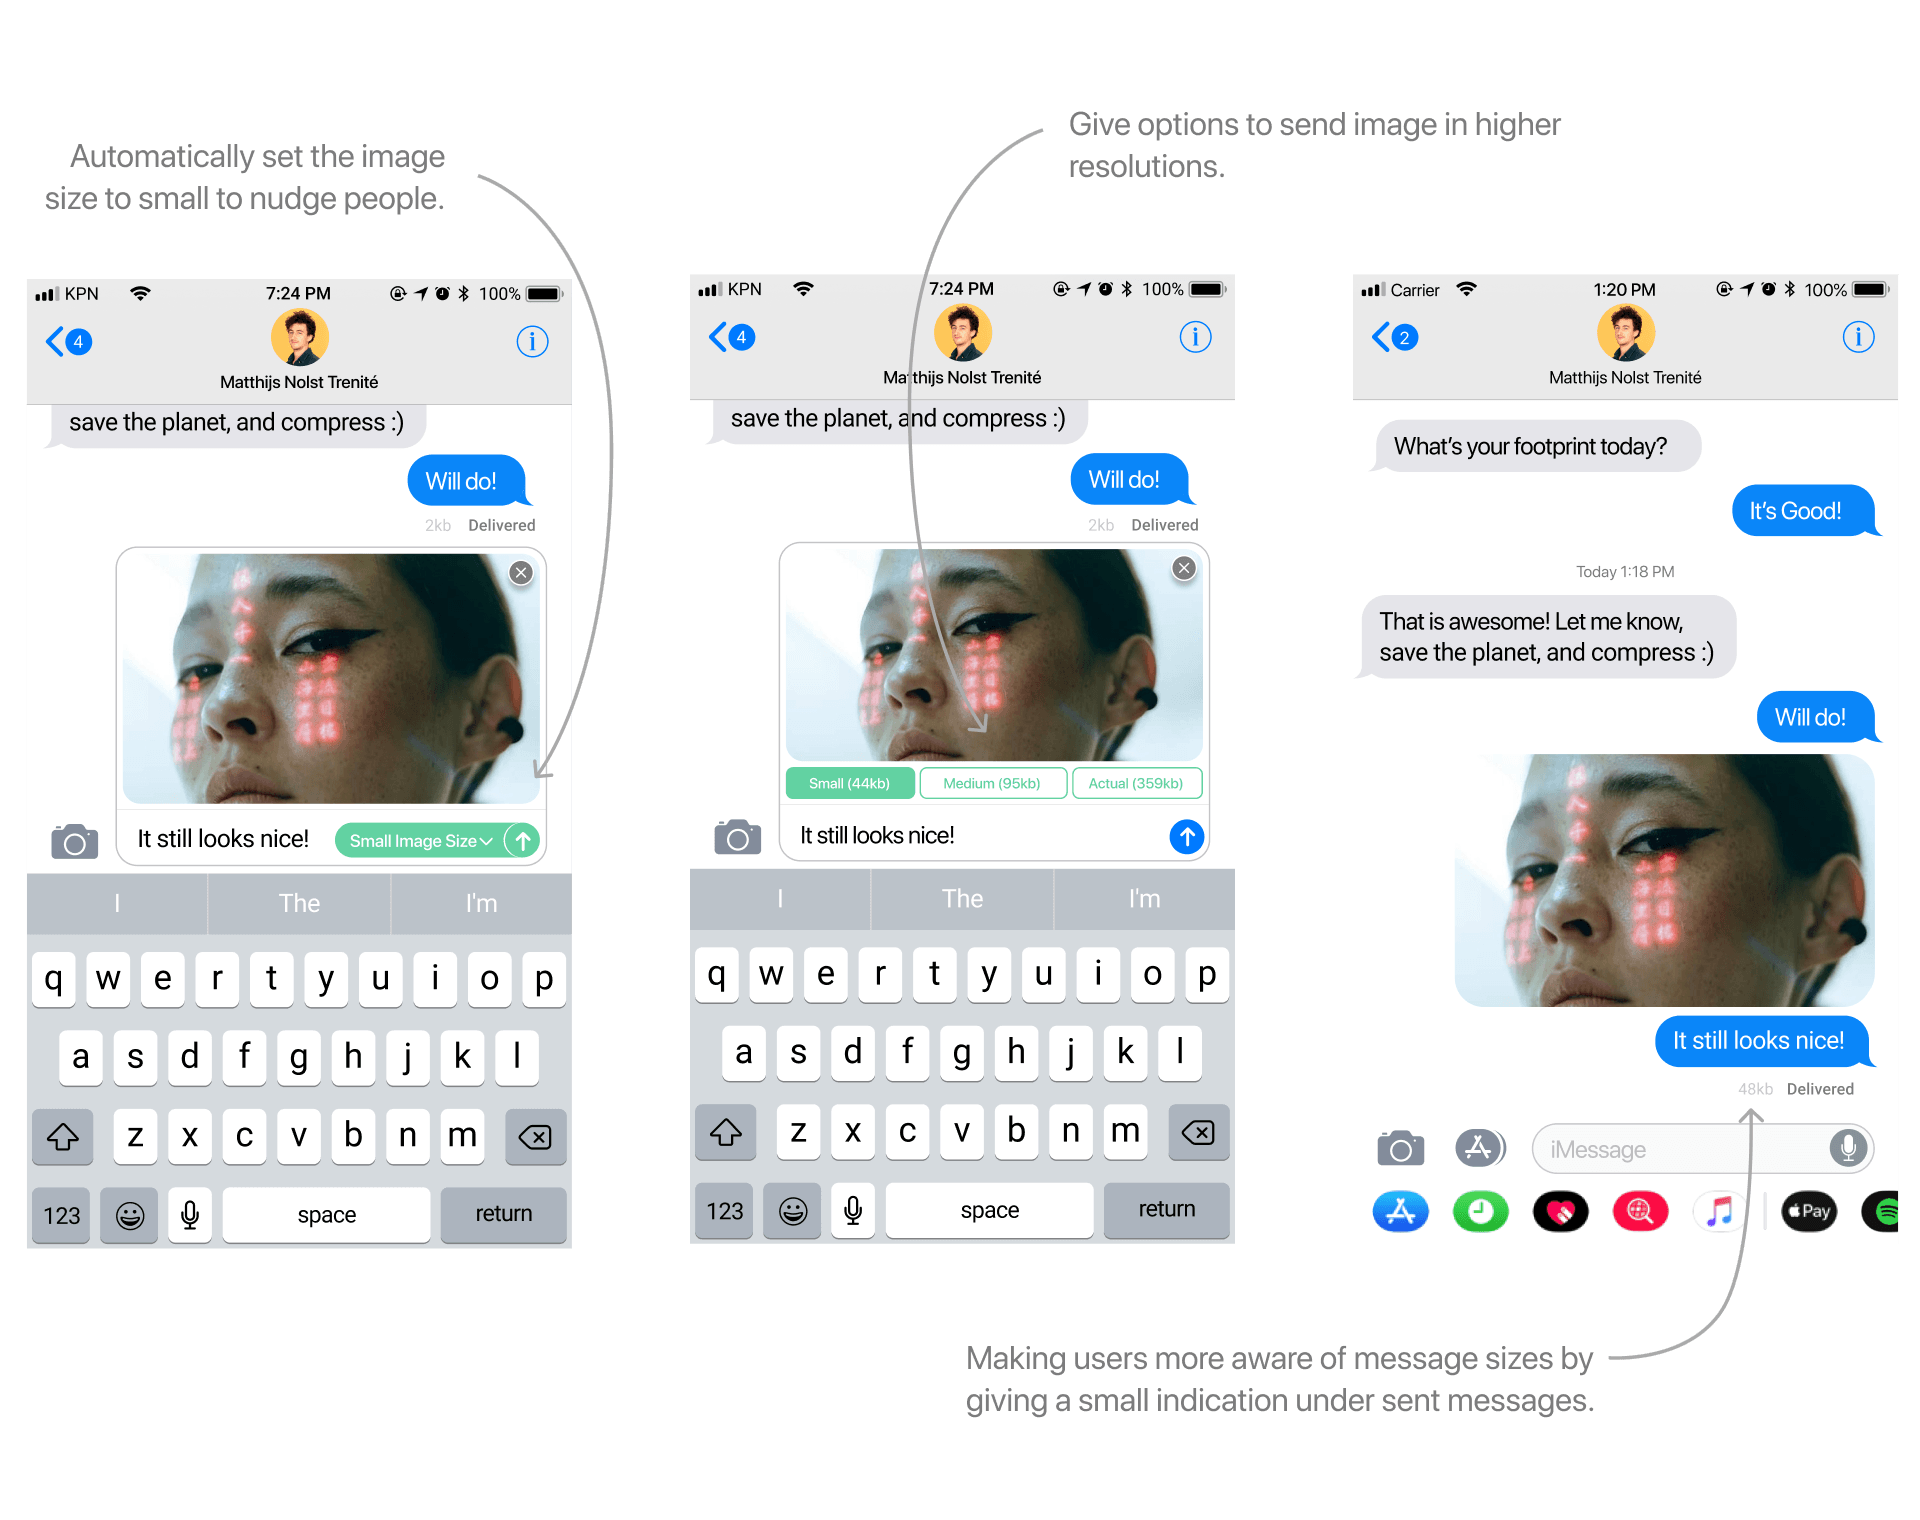 Automatically set the image
size to small to nudge people.
Give options to send image in higher
resolutions.
KPN
7:24 PM
100%
4
i
Matthijs Nolst Trenité
save the planet, and compress :)
Will do!
2kb Delivered
It still looks nice!
Small Image Size
I
The
I'm
q w e r t y u i o p
a s d f g h j k l
z x c v b n m
123
space
return
KPN
7:24 PM
100%
4
i
Matthijs Nolst Trenité
save the planet, and compress :)
Will do!
2kb Delivered
Small (44kb)
Medium (95kb)
Actual (359kb)
It still looks nice!
I
The
I'm
q w e r t y u i o p
a s d f g h j k l
z x c v b n m
123
space
return
Carrier
1:20 PM
100%
2
i
Matthijs Nolst Trenité
What's your footprint today?
It's Good!
Today 1:18 PM
That is awesome! Let me know,
save the planet, and compress :)
Will do!
It still looks nice!
48kb Delivered
iMessage
Pay
Making users more aware of message sizes by
giving a small indication under sent messages.